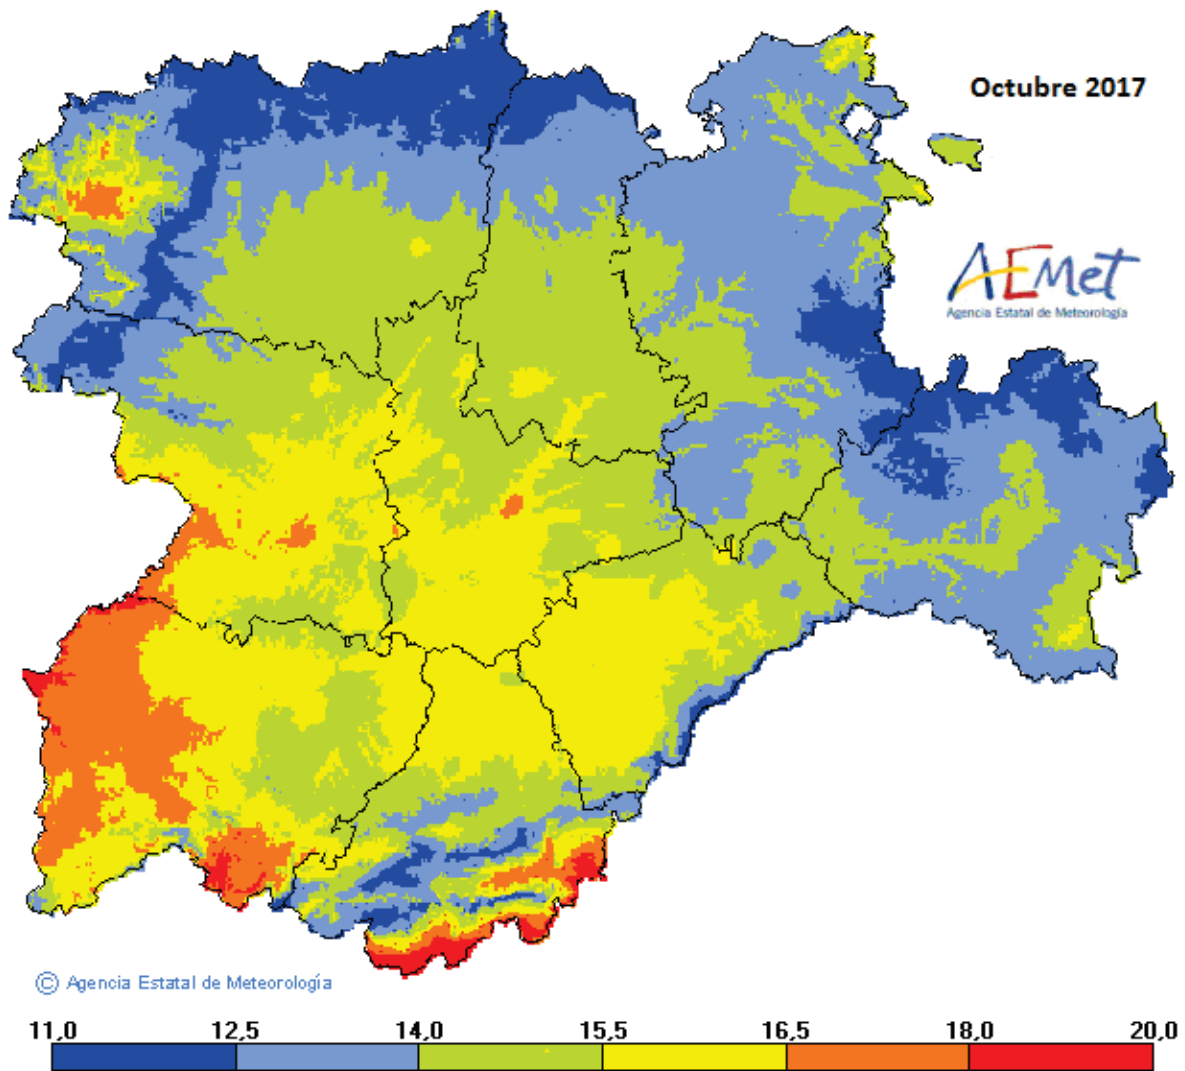 Octubre 2017
AEMet
Agencia Estatal de Meteorología
© Agencia Estatal de Meteorología
11,0 12,5 14,0 15,5 16,5 18,0 20,0